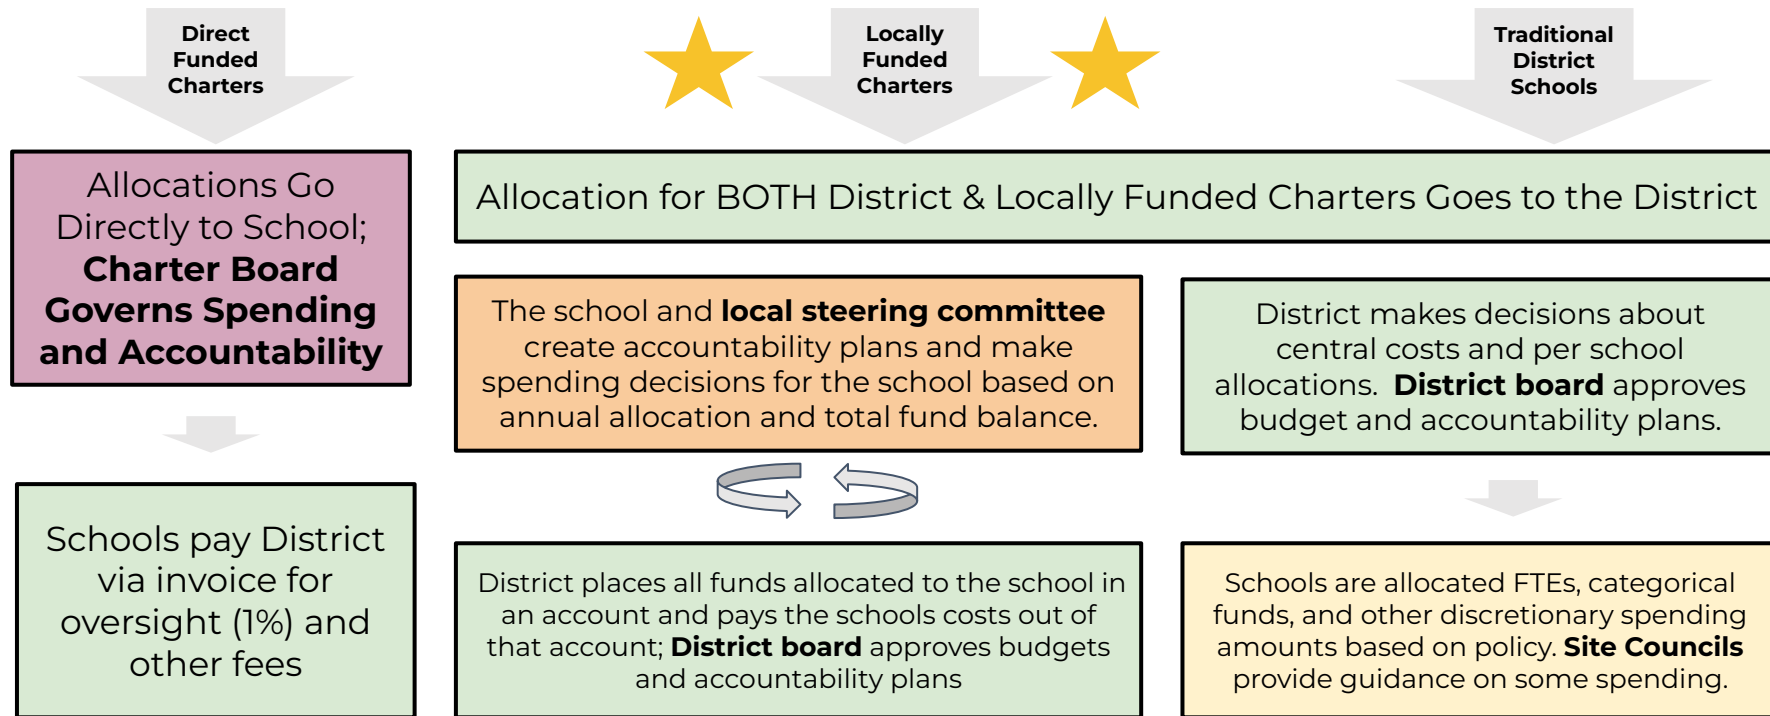 Direct
Funded
Charters
Locally
Funded
Charters
Traditional
District
Schools
Allocations Go
Directly to School;
Charter Board
Governs Spending
and Accountability
Allocation for BOTH District & Locally Funded Charters Goes to the District
The school and local steering committee
create accountability plans and make
spending decisions for the school based on
annual allocation and total fund balance.
District makes decisions about
central costs and per school
allocations. District board approves
budget and accountability plans.
Schools pay District
via invoice for
oversight (1%) and
other fees
District places all funds allocated to the school in
an account and pays the schools costs out of
that account; District board approves budgets
and accountability plans
Schools are allocated FTEs, categorical
funds, and other discretionary spending
amounts based on policy. Site Councils
provide guidance on some spending.